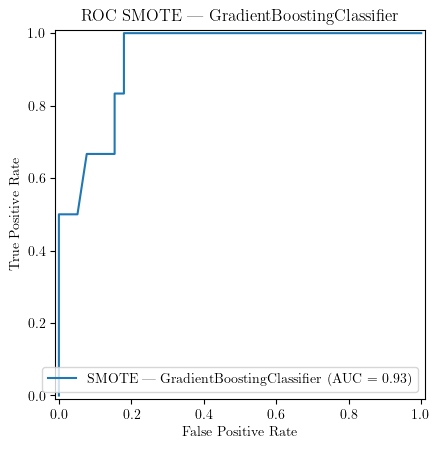 ROC SMOTE — GradientBoostingClassifier
1.0
0.8
0.6
0.4
0.2
0.0
True Positive Rate
SMOTE — GradientBoostingClassifier (AUC = 0.93)
0.0 0.2 0.4 0.6 0.8 1.0
False Positive Rate